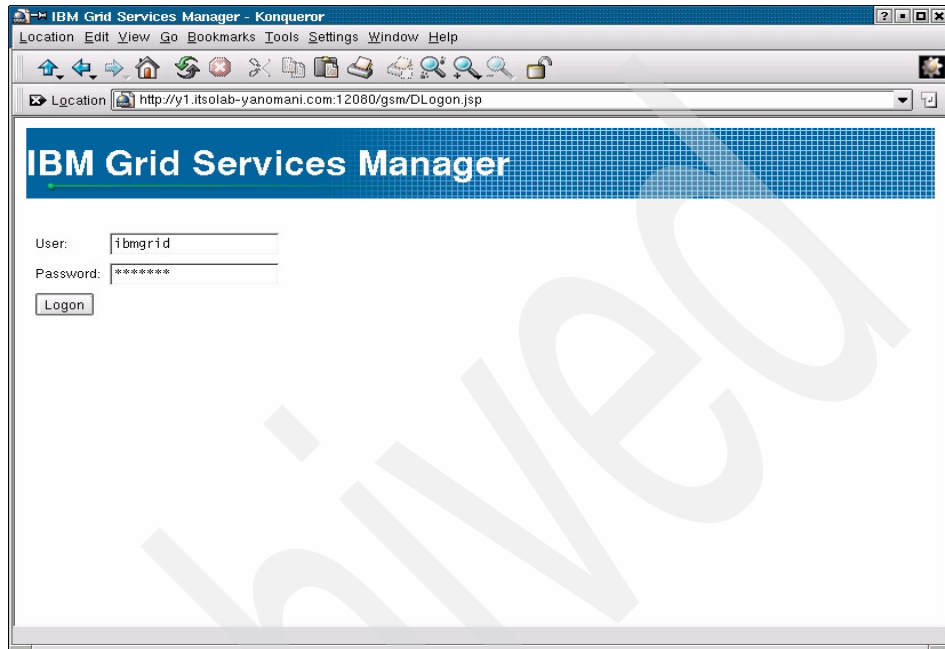 IBM Grid Services Manager - Konqueror
Location Edit View Go Bookmarks Tools Settings Window Help
Location http://y1.itsolab-yanomani.com:12080/gsm/DLogon.jsp
IBM Grid Services Manager
User: ibmgrid
Password: *******
Logon
hived